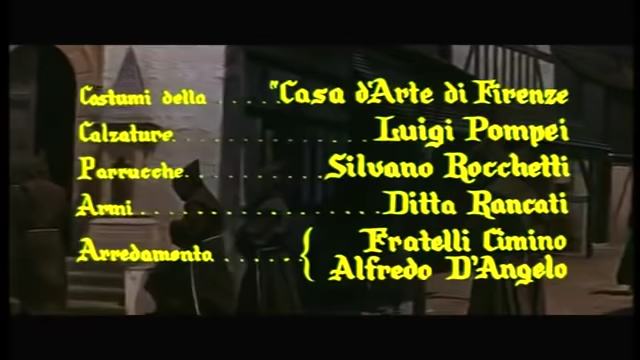 Costumi della ......"Casa d'Arte di Firenze
Calzature.................Luigi Pompei
Parrucche.............Silvano Rocchetti
Armi...................Ditta Rancati
Arredamento ......{ Fratelli Cimino
Alfredo D'Angelo